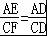 AE/CF = AD/CD